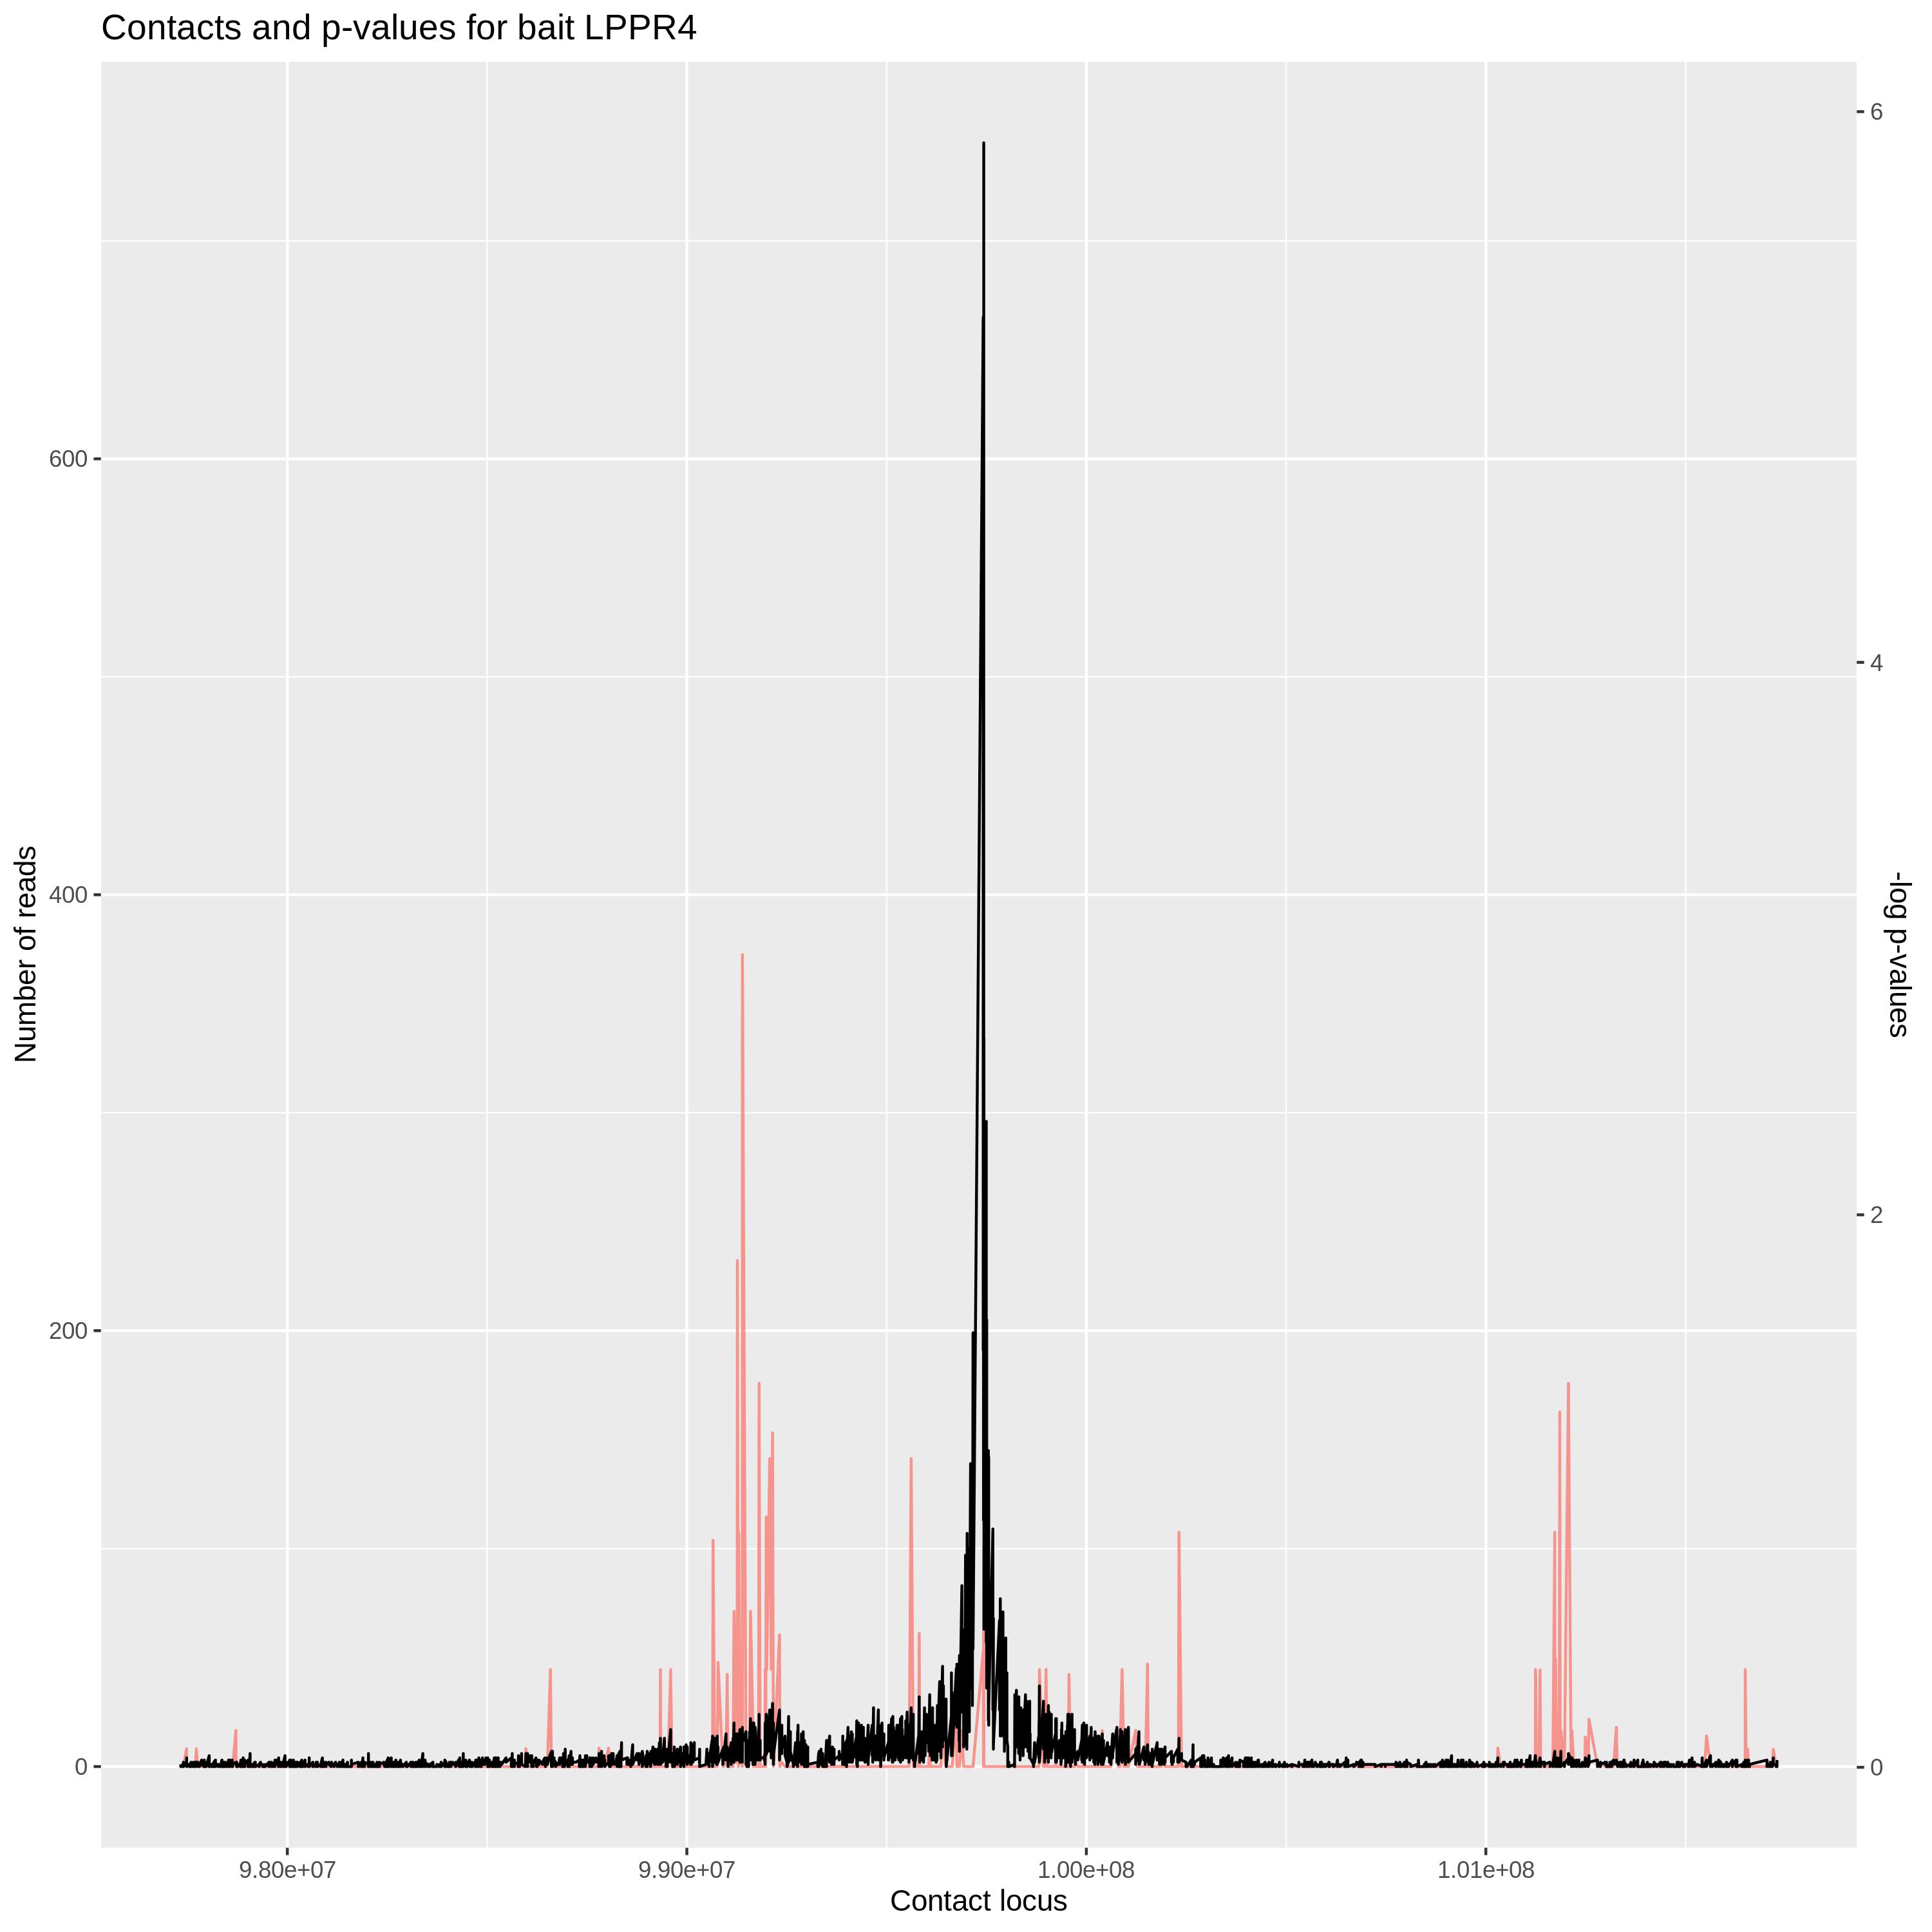 Contacts and p-values for bait LPPR4
Number of reads
600
400
200
0
6
4
2
0
-log p-values
9.80e+07 9.90e+07 1.00e+08 1.01e+08
Contact locus